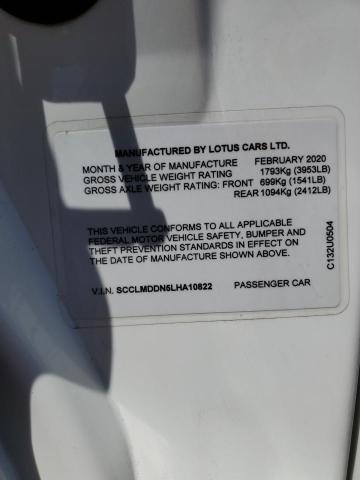 MANUFACTURED BY LOTUS CARS LTD.
MONTH & YEAR OF MANUFACTURE FEBRUARY 2020
GROSS VEHICLE WEIGHT RATING 1793Kg (3953LB)
GROSS AXLE WEIGHT RATING: FRONT 699Kg (1541LB)
REAR 1094Kg (2412LB)
THIS VEHICLE CONFORMS TO ALL APPLICABLE
FEDERAL MOTOR VEHICLE SAFETY, BUMPER AND
THEFT PREVENTION STANDARDS IN EFFECT ON
THE DATE OF MANUFACTURE SHOWN ABOVE.
V.I.N. SCCLMDDN5LHA10822 PASSENGER CAR
C132U0504